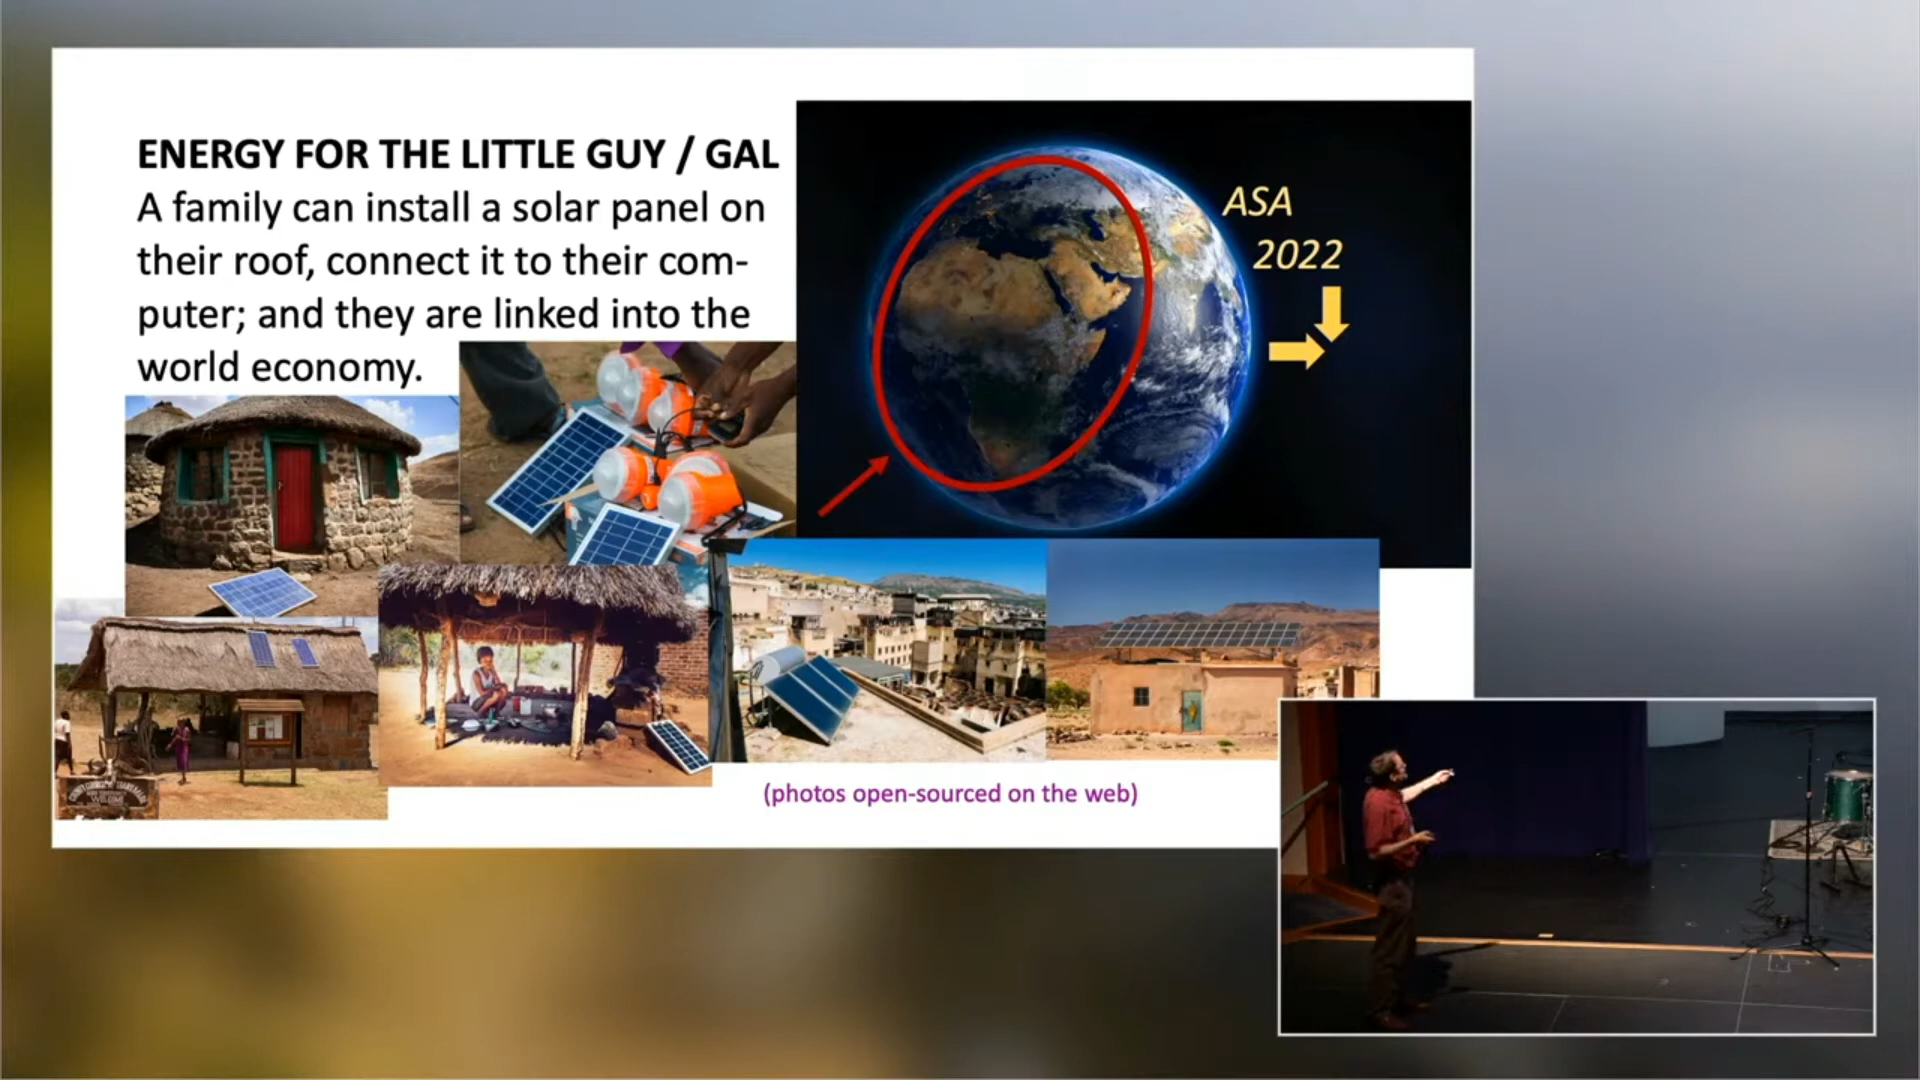 ENERGY FOR THE LITTLE GUY / GAL
A family can install a solar panel on
their roof, connect it to their com-
puter; and they are linked into the
world economy.
ASA
2022
(photos open-sourced on the web)